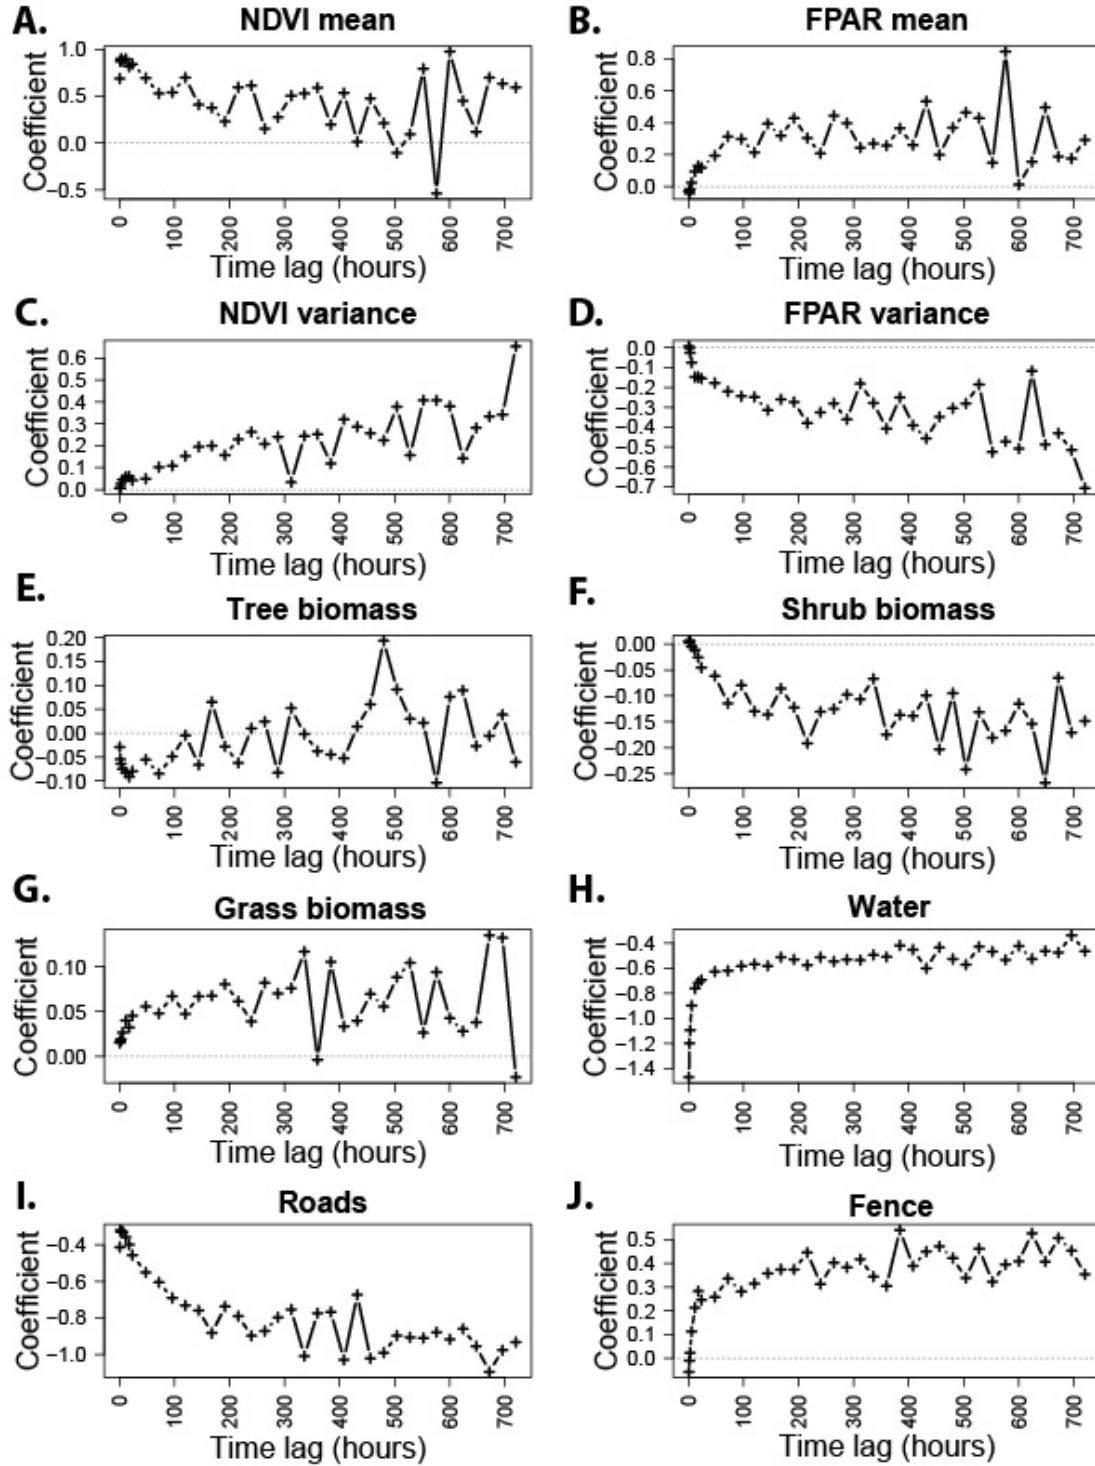 A. NDVI mean
B. FPAR mean
Coefficient
1.0
0.5
0.0
−0.5
0 100 200 300 400 500 600 700
Time lag (hours)
Coefficient
0.8
0.6
0.4
0.2
0.0
0 100 200 300 400 500 600 700
Time lag (hours)
C. NDVI variance
D. FPAR variance
Coefficient
0.6
0.5
0.4
0.3
0.2
0.1
0.0
0 100 200 300 400 500 600 700
Time lag (hours)
Coefficient
0.0
−0.1
−0.2
−0.3
−0.4
−0.5
−0.6
−0.7
0 100 200 300 400 500 600 700
Time lag (hours)
E. Tree biomass
F. Shrub biomass
Coefficient
0.20
0.15
0.10
0.05
0.00
−0.05
−0.10
0 100 200 300 400 500 600 700
Time lag (hours)
Coefficient
0.00
−0.05
−0.10
−0.15
−0.20
−0.25
0 100 200 300 400 500 600 700
Time lag (hours)
G. Grass biomass
H. Water
Coefficient
0.10
0.05
0.00
0 100 200 300 400 500 600 700
Time lag (hours)
Coefficient
−0.4
−0.6
−0.8
−1.0
−1.2
−1.4
0 100 200 300 400 500 600 700
Time lag (hours)
I. Roads
J. Fence
Coefficient
−0.4
−0.6
−0.8
−1.0
0 100 200 300 400 500 600 700
Time lag (hours)
Coefficient
0.5
0.4
0.3
0.2
0.1
0.0
0 100 200 300 400 500 600 700
Time lag (hours)